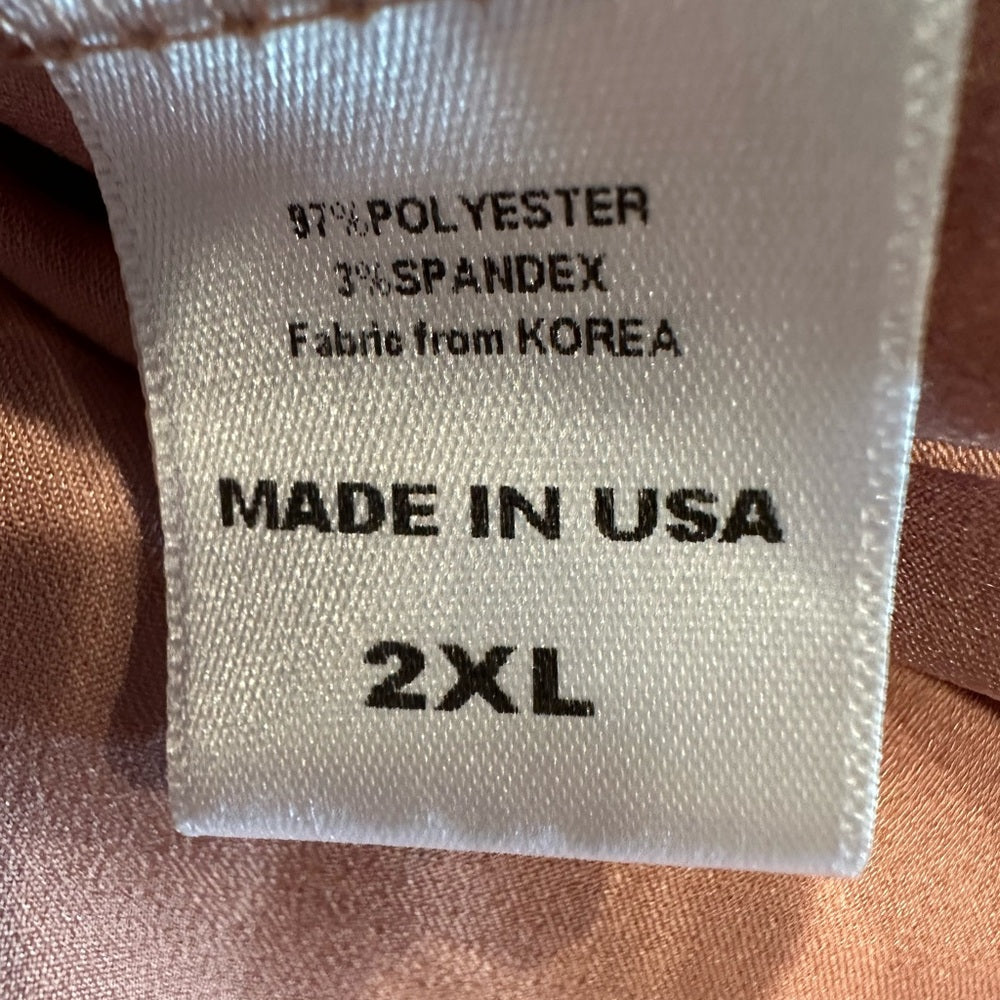 97%POLYESTER
3%SPANDEX
Fabric from KOREA
MADE IN USA
2XL